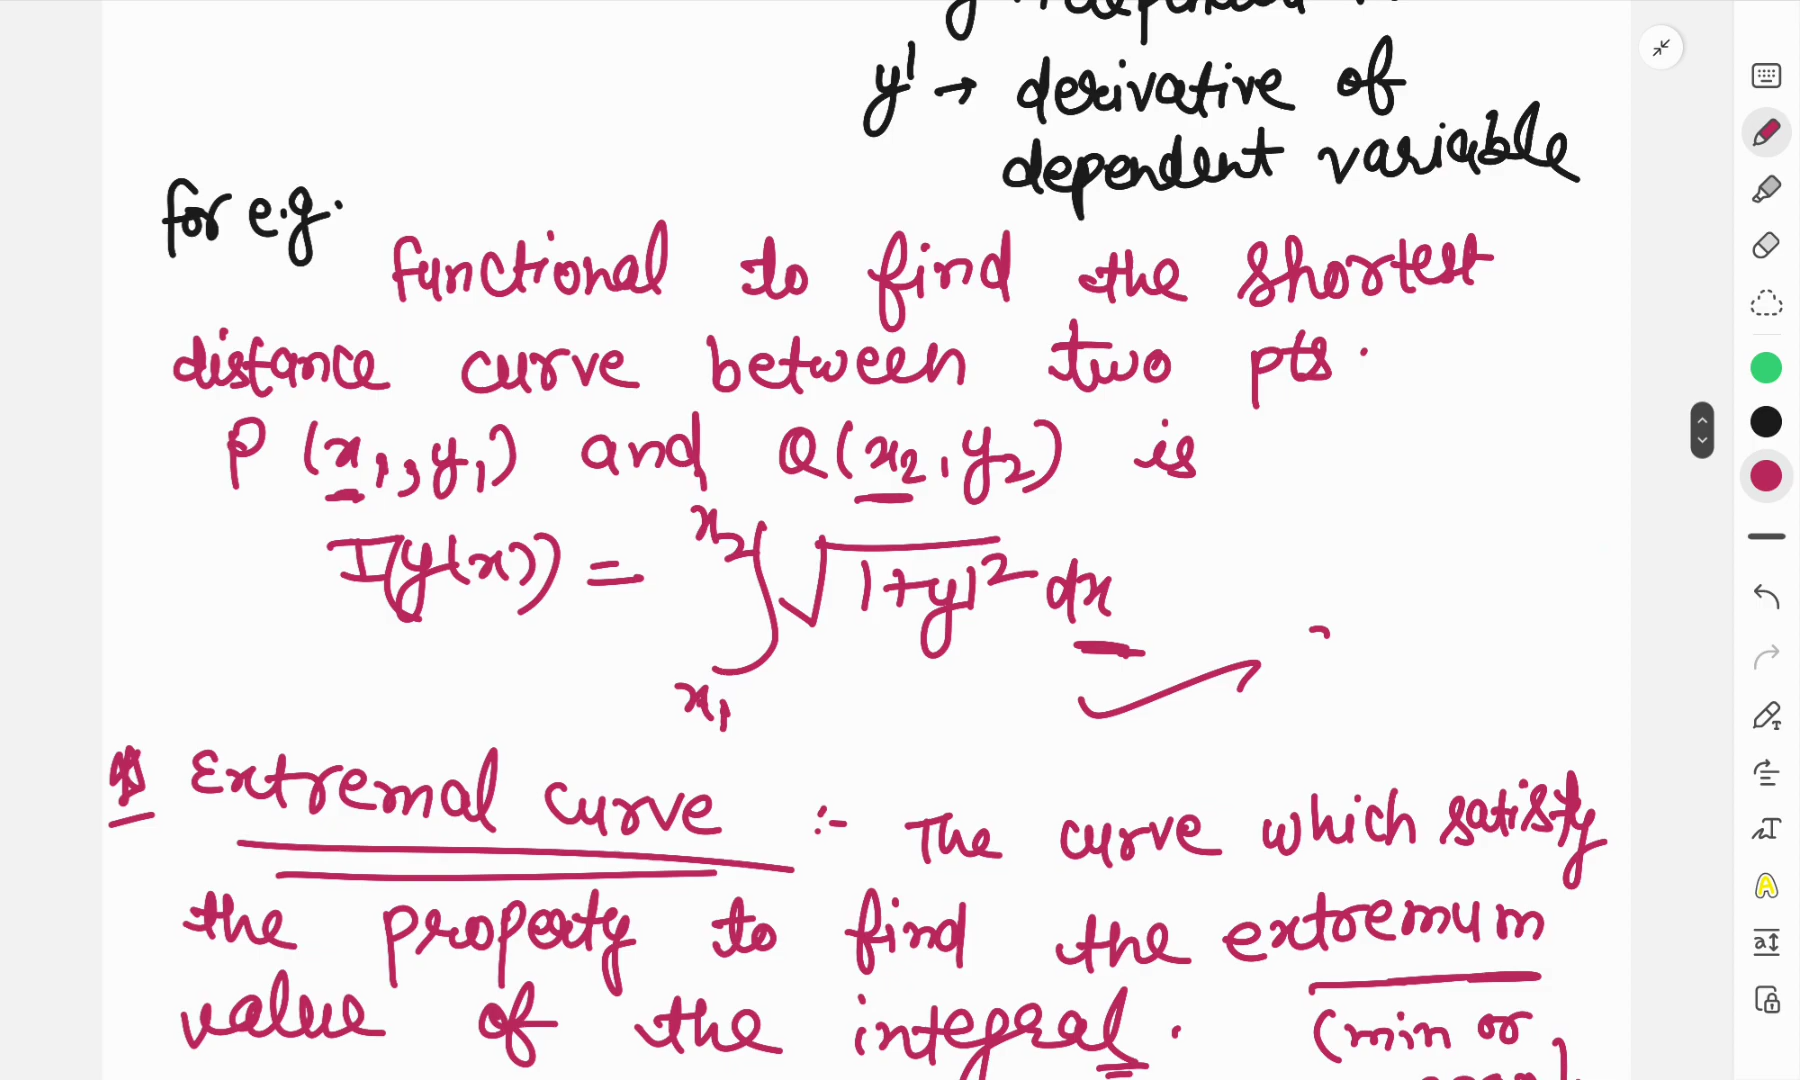 y'→ derivative of
dependent variable
for e.g.
functional to find the shortest
distance curve between two pts.
P (x₁, y₁) and Q(x₂, y₂) is
I(y(x)) = ∫ₓ₁ˣ² √1+y'² dx
Extremal curve :- The curve which satisfy
the property to find the extremum
value of the integral. (min or